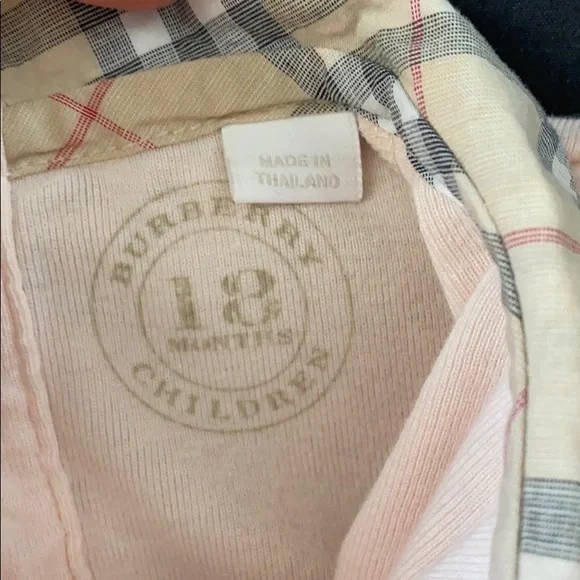 MADE IN
THAILAND
BURBERRY
18
MONTHS
CHILDREN